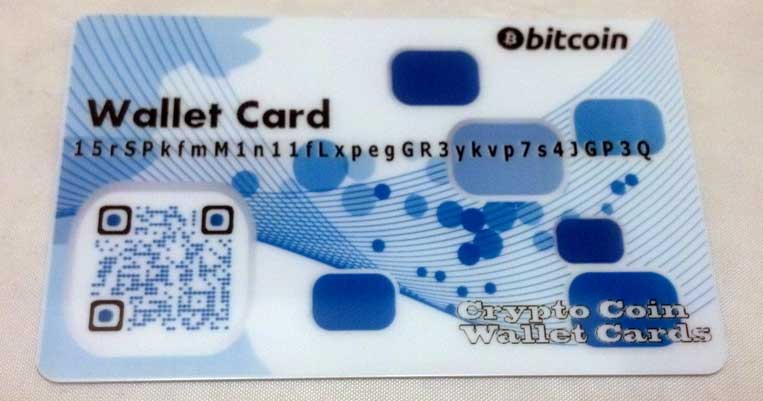 bitcoin
Wallet Card
15rSPkfmM1n11fLxpegGR3ykvp7s4JGP3Q
Crypto Coin
Wallet Cards